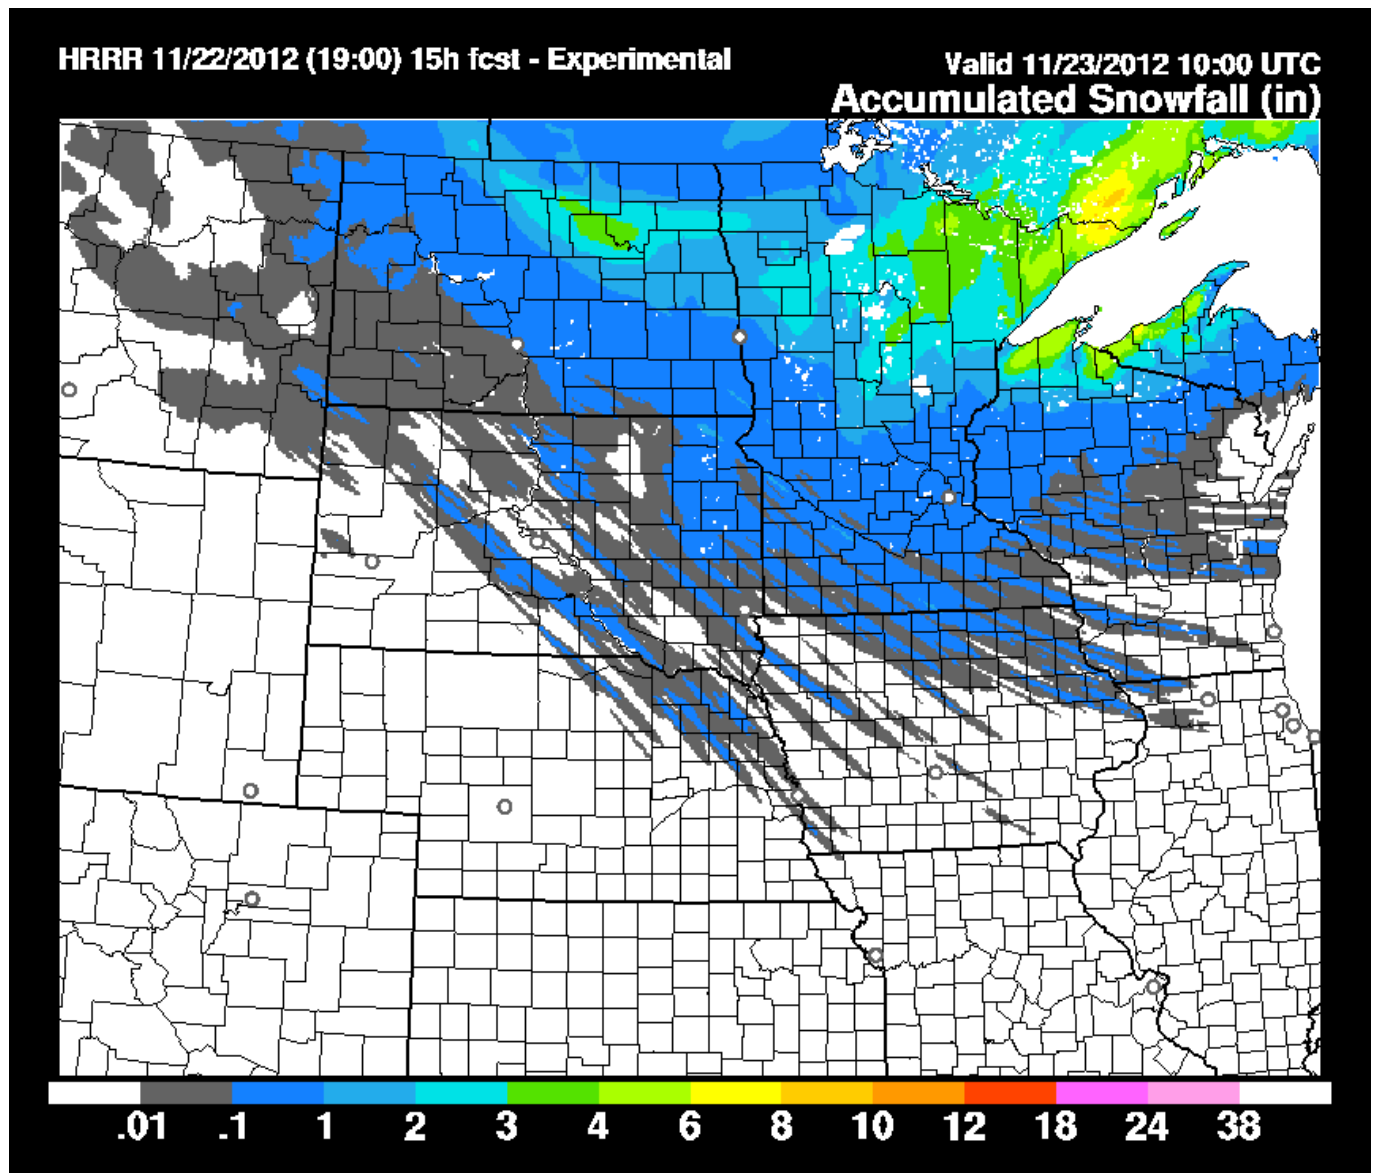 HRRR 11/22/2012 (19:00) 15h fcst - Experimental
Valid 11/23/2012 10:00 UTC
Accumulated Snowfall (in)
.01 .1 1 2 3 4 6 8 10 12 18 24 38